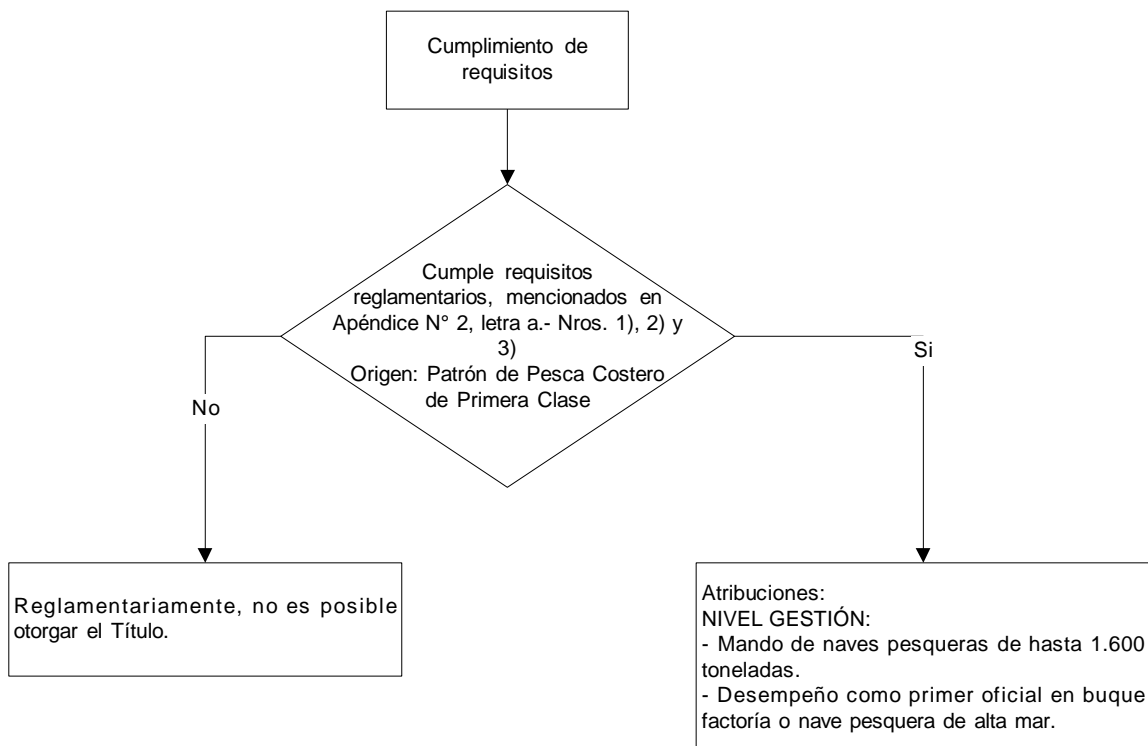 Cumplimiento de
requisitos
Cumple requisitos
reglamentarios, mencionados en
Apéndice N° 2, letra a.- Nros. 1), 2) y
3)
Origen: Patrón de Pesca Costero
de Primera Clase
No
Si
Reglamentariamente, no es posible
otorgar el Título.
Atribuciones:
NIVEL GESTIÓN:
- Mando de naves pesqueras de hasta 1.600
toneladas.
- Desempeño como primer oficial en buque
factoría o nave pesquera de alta mar.